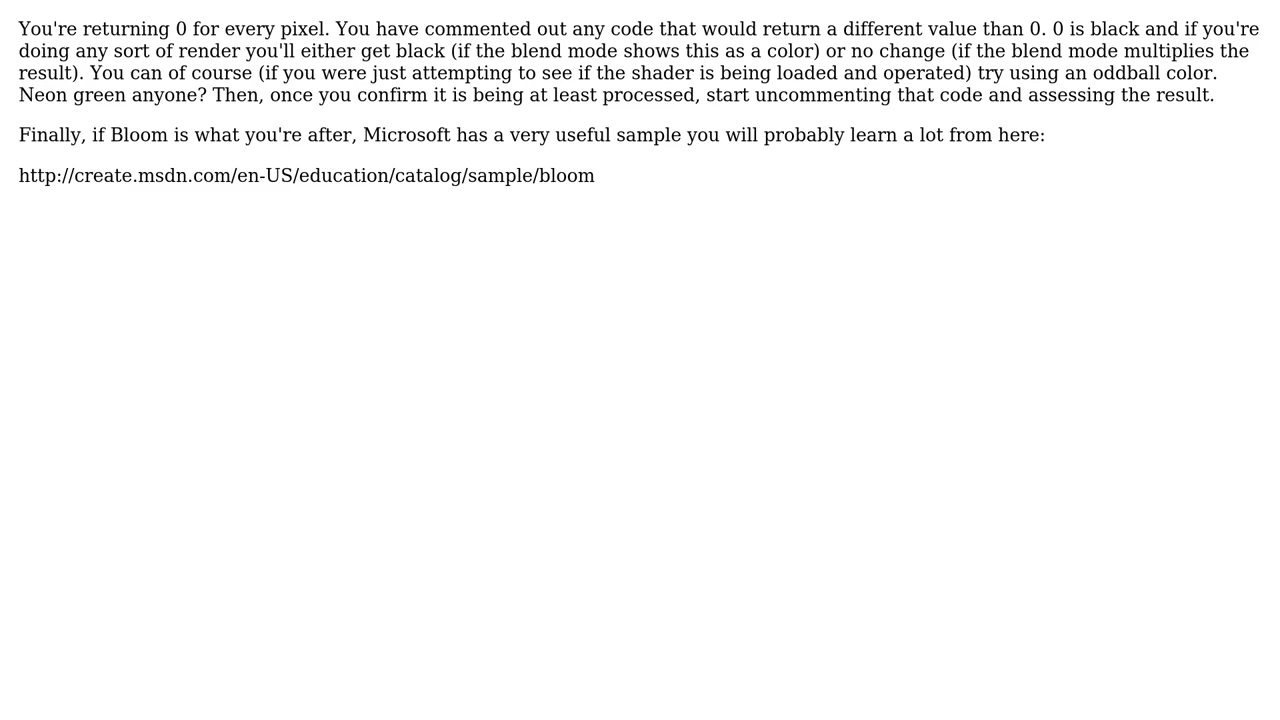 You're returning 0 for every pixel. You have commented out any code that would return a different value than 0. 0 is black and if you're
doing any sort of render you'll either get black (if the blend mode shows this as a color) or no change (if the blend mode multiplies the
result). You can of course (if you were just attempting to see if the shader is being loaded and operated) try using an oddball color.
Neon green anyone? Then, once you confirm it is being at least processed, start uncommenting that code and assessing the result.
Finally, if Bloom is what you're after, Microsoft has a very useful sample you will probably learn a lot from here:
http://create.msdn.com/en-US/education/catalog/sample/bloom